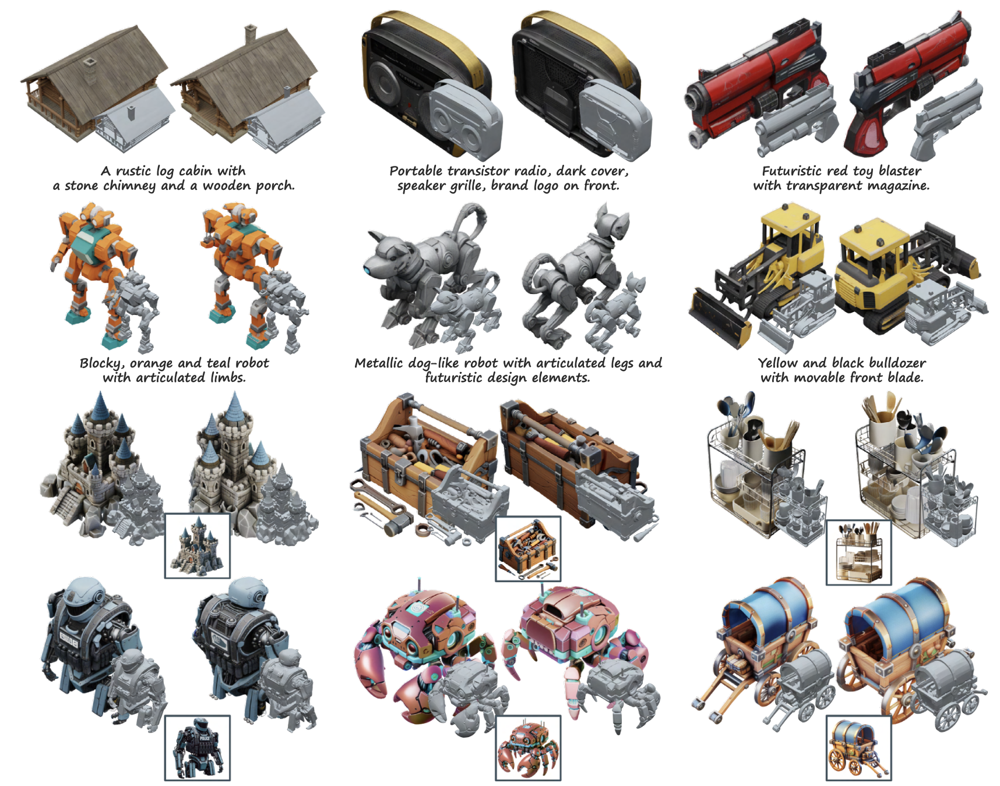 A rustic log cabin with
a stone chimney and a wooden porch.
Portable transistor radio, dark cover,
speaker grille, brand logo on front.
Futuristic red toy blaster
with transparent magazine.
Blocky, orange and teal robot
with articulated limbs.
Metallic dog-like robot with articulated legs and
futuristic design elements.
Yellow and black bulldozer
with movable front blade.
POLICE